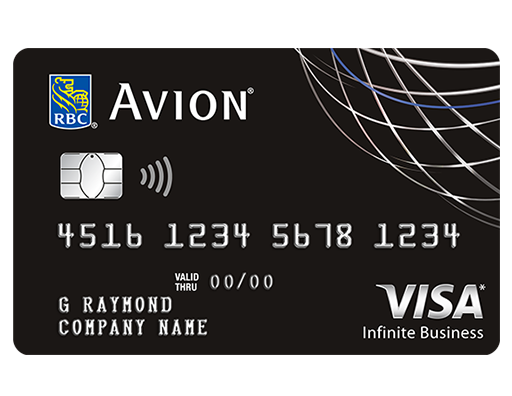 RBC® AVION®
4516 1234 5678 1234
VALID THRU 00/00
G RAYMOND
COMPANY NAME
VISA*
Infinite Business